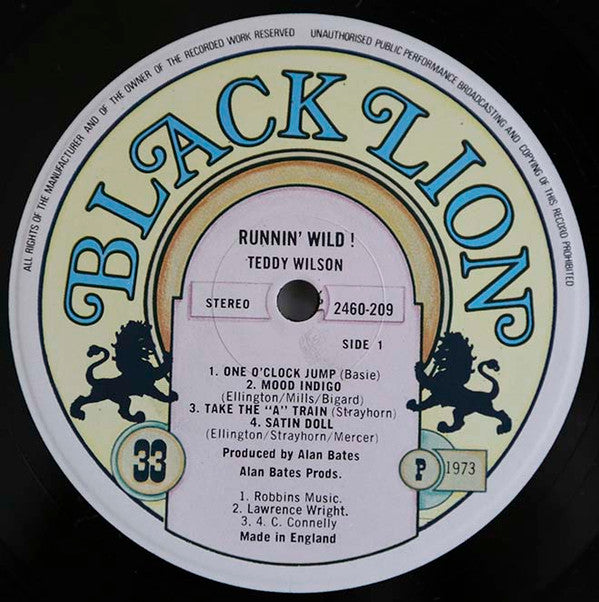 ALL RIGHTS OF THE MANUFACTURER AND OF THE OWNER OF THE RECORDED WORK RESERVED UNAUTHORISED PUBLIC PERFORMANCE BROADCASTING AND COPYING OF THIS RECORD PROHIBITED
BLACK LION
RUNNIN' WILD !
TEDDY WILSON
STEREO
2460-209
SIDE 1
1. ONE O'CLOCK JUMP (Basie)
2. MOOD INDIGO
(Ellington/Mills/Bigard)
3. TAKE THE "A" TRAIN (Strayhorn)
4. SATIN DOLL
(Ellington/Strayhorn/Mercer)
Produced by Alan Bates
Alan Bates Prods.
33
P 1973
1. Robbins Music.
2. Lawrence Wright.
3. 4. C. Connelly
Made in England